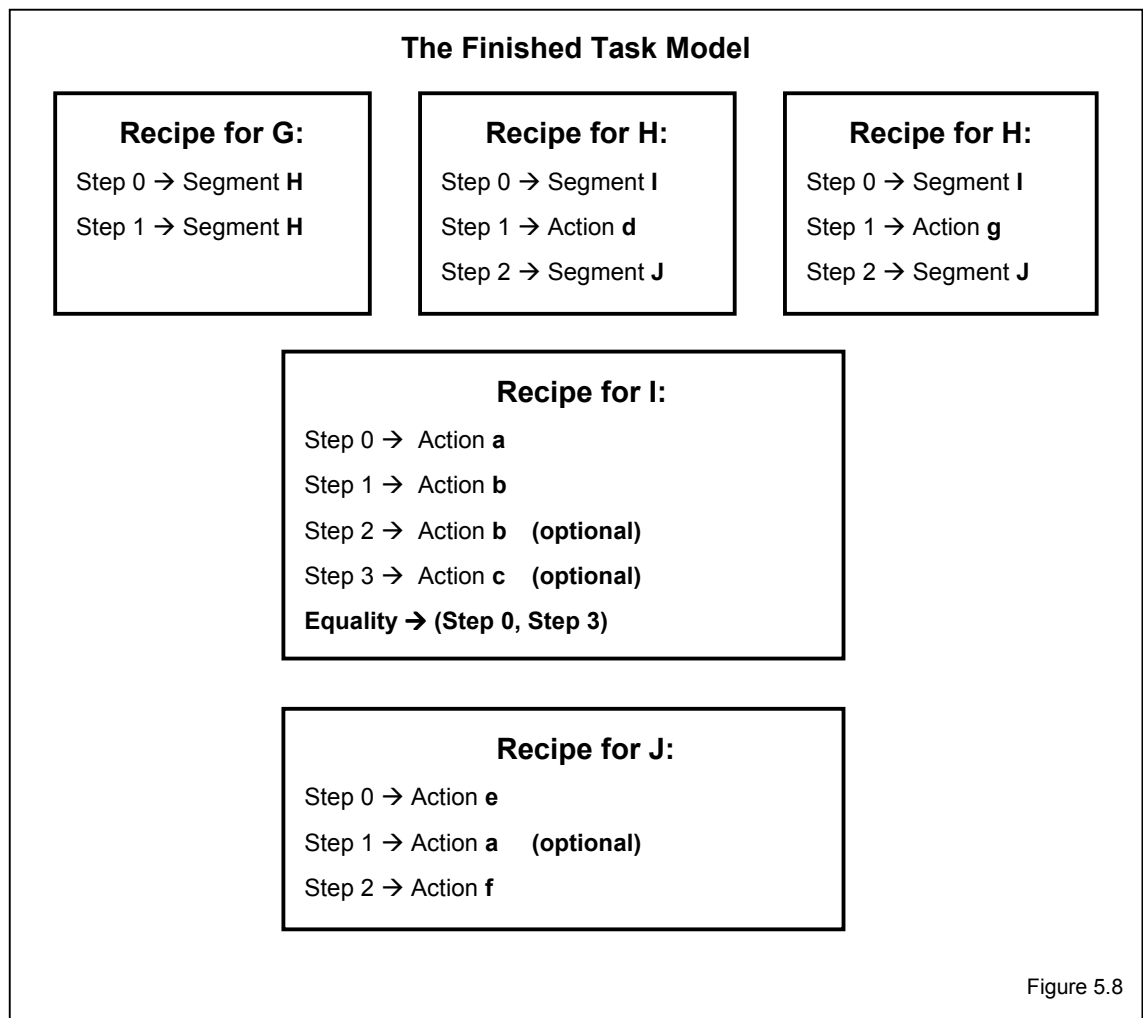 The Finished Task Model
Recipe for G:
Step 0 → Segment H
Step 1 → Segment H
Recipe for H:
Step 0 → Segment I
Step 1 → Action d
Step 2 → Segment J
Recipe for H:
Step 0 → Segment I
Step 1 → Action g
Step 2 → Segment J
Recipe for I:
Step 0 → Action a
Step 1 → Action b
Step 2 → Action b (optional)
Step 3 → Action c (optional)
Equality → (Step 0, Step 3)
Recipe for J:
Step 0 → Action e
Step 1 → Action a (optional)
Step 2 → Action f
Figure 5.8